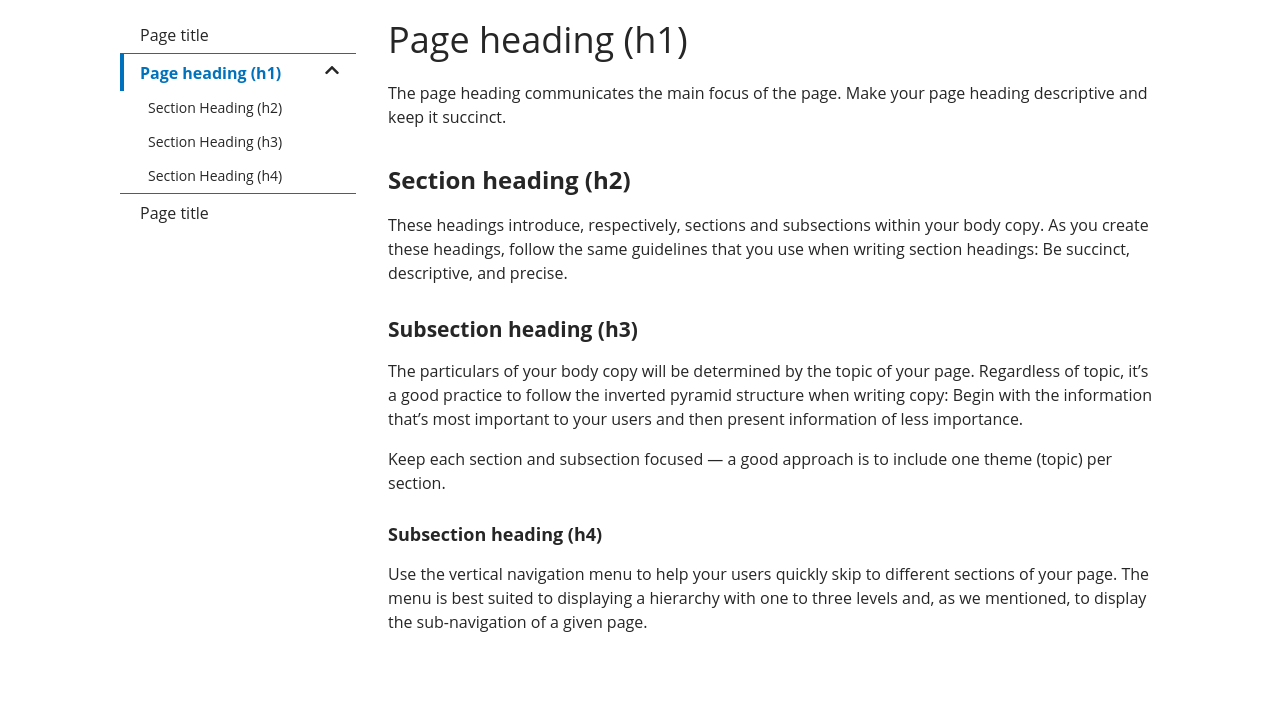 Page title
Page heading (h1)
Section Heading (h2)
Section Heading (h3)
Section Heading (h4)
Page title
Page heading (h1)
The page heading communicates the main focus of the page. Make your page heading descriptive and
keep it succinct.
Section heading (h2)
These headings introduce, respectively, sections and subsections within your body copy. As you create
these headings, follow the same guidelines that you use when writing section headings: Be succinct,
descriptive, and precise.
Subsection heading (h3)
The particulars of your body copy will be determined by the topic of your page. Regardless of topic, it’s
a good practice to follow the inverted pyramid structure when writing copy: Begin with the information
that’s most important to your users and then present information of less importance.
Keep each section and subsection focused — a good approach is to include one theme (topic) per
section.
Subsection heading (h4)
Use the vertical navigation menu to help your users quickly skip to different sections of your page. The
menu is best suited to displaying a hierarchy with one to three levels and, as we mentioned, to display
the sub-navigation of a given page.